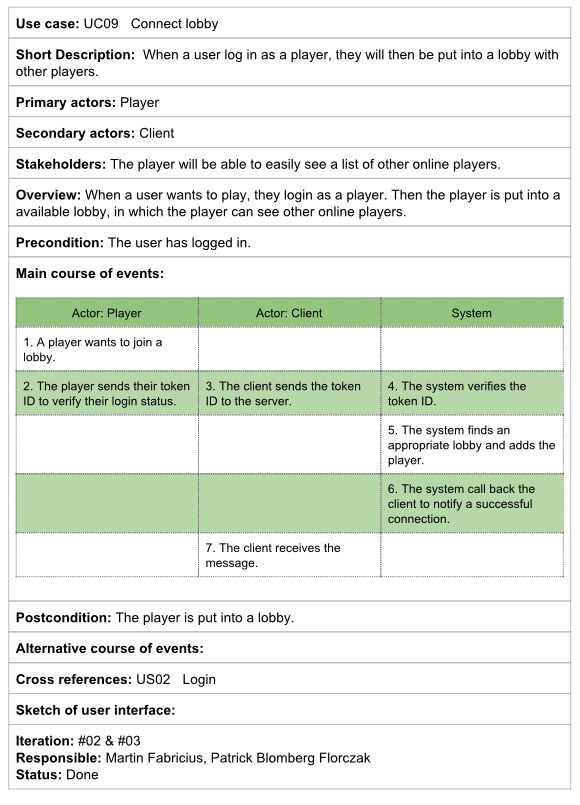 Use case: UC09 Connect lobby
Short Description: When a user log in as a player, they will then be put into a lobby with
other players.
Primary actors: Player
Secondary actors: Client
Stakeholders: The player will be able to easily see a list of other online players.
Overview: When a user wants to play, they login as a player. Then the player is put into a
available lobby, in which the player can see other online players.
Precondition: The user has logged in.
Main course of events:
Actor: Player
Actor: Client
System
1. A player wants to join a
lobby.
2. The player sends their token
ID to verify their login status.
3. The client sends the token
ID to the server.
4. The system verifies the
token ID.
5. The system finds an
appropriate lobby and adds the
player.
6. The system call back the
client to notify a successful
connection.
7. The client receives the
message.
Postcondition: The player is put into a lobby.
Alternative course of events:
Cross references: US02 Login
Sketch of user interface:
Iteration: #02 & #03
Responsible: Martin Fabricius, Patrick Blomberg Florczak
Status: Done